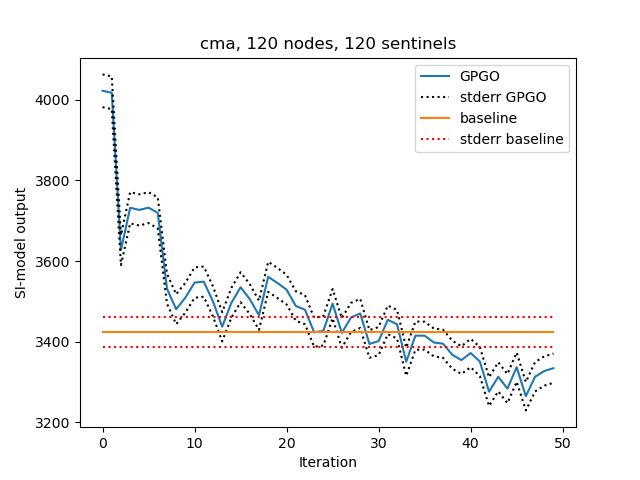 cma, 120 nodes, 120 sentinels
GPGO
stderr GPGO
baseline
stderr baseline
SI-model output
4000
3800
3600
3400
3200
0 10 20 30 40 50
Iteration